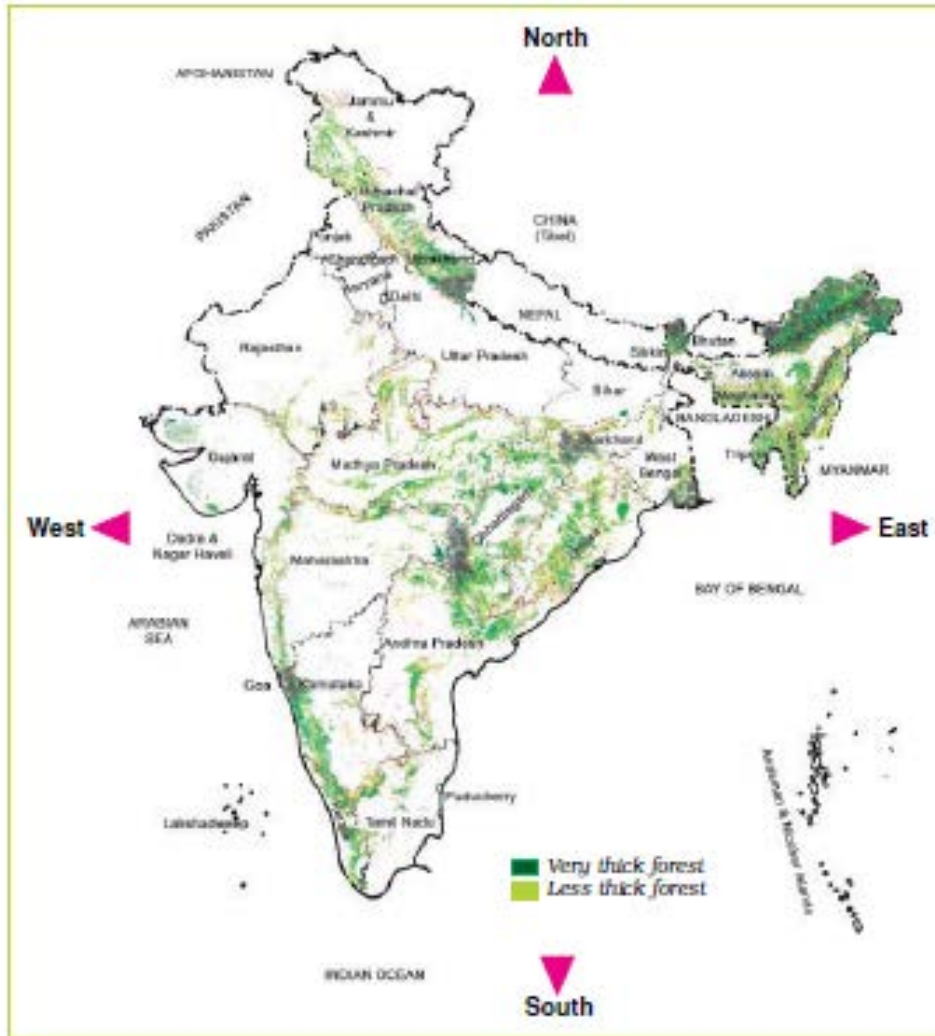 North
AFGHANISTAN
Jammu
&
Kashmir
PAKISTAN
Himachal
Pradesh
CHINA
(Tibet)
Punjab
Haryana
Delhi
NEPAL
Sikkim
Bhutan
Rajasthan
Uttar Pradesh
Assam
Meghalaya
Bihar
BANGLADESH
Jharkhand
Gujarat
Madhya Pradesh
West
Bengal
Tripura
MYANMAR
West
East
Chhattisgarh
Dadra &
Nagar Haveli
Maharashtra
BAY OF BENGAL
ARABIAN
SEA
Andhra Pradesh
Goa
Karnataka
Puducherry
Lakshadweep
Tamil Nadu
Andaman & Nicobar Islands
Very thick forest
Less thick forest
INDIAN OCEAN
South